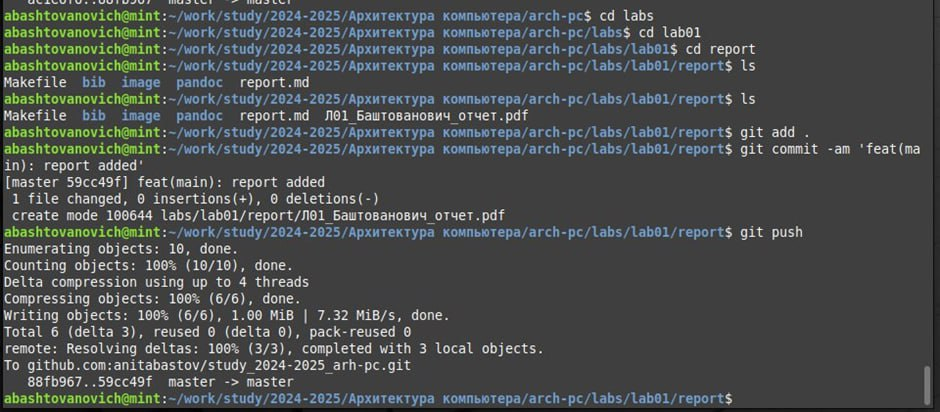 ac1e6f6..88fb967  master -> master
abashtovanovich@mint:~/work/study/2024-2025/Архитектура компьютера/arch-pc$ cd labs
abashtovanovich@mint:~/work/study/2024-2025/Архитектура компьютера/arch-pc/labs$ cd lab01
abashtovanovich@mint:~/work/study/2024-2025/Архитектура компьютера/arch-pc/labs/lab01$ cd report
abashtovanovich@mint:~/work/study/2024-2025/Архитектура компьютера/arch-pc/labs/lab01/report$ ls
Makefile  bib  image  pandoc  report.md
abashtovanovich@mint:~/work/study/2024-2025/Архитектура компьютера/arch-pc/labs/lab01/report$ ls
Makefile  bib  image  pandoc  report.md  Л01_Баштованович_отчет.pdf
abashtovanovich@mint:~/work/study/2024-2025/Архитектура компьютера/arch-pc/labs/lab01/report$ git add .
abashtovanovich@mint:~/work/study/2024-2025/Архитектура компьютера/arch-pc/labs/lab01/report$ git commit -am 'feat(ma
in): report added'
[master 59cc49f] feat(main): report added
 1 file changed, 0 insertions(+), 0 deletions(-)
 create mode 100644 labs/lab01/report/Л01_Баштованович_отчет.pdf
abashtovanovich@mint:~/work/study/2024-2025/Архитектура компьютера/arch-pc/labs/lab01/report$ git push
Enumerating objects: 10, done.
Counting objects: 100% (10/10), done.
Delta compression using up to 4 threads
Compressing objects: 100% (6/6), done.
Writing objects: 100% (6/6), 1.00 MiB | 7.32 MiB/s, done.
Total 6 (delta 3), reused 0 (delta 0), pack-reused 0
remote: Resolving deltas: 100% (3/3), completed with 3 local objects.
To github.com:anitabastov/study_2024-2025_arh-pc.git
   88fb967..59cc49f  master -> master
abashtovanovich@mint:~/work/study/2024-2025/Архитектура компьютера/arch-pc/labs/lab01/report$